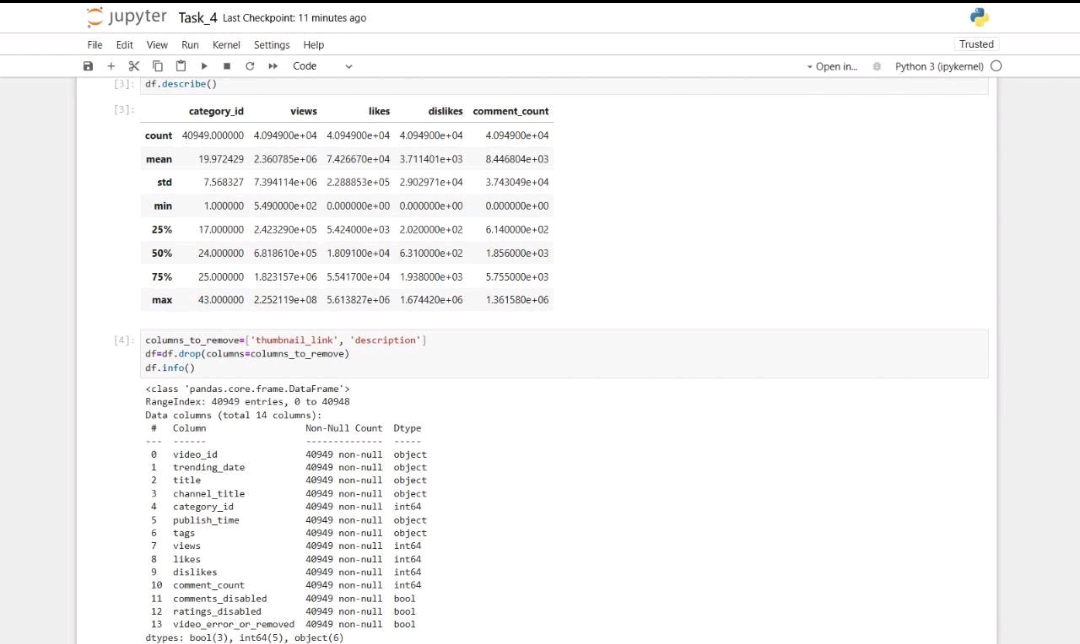 jupyter Task_4 Last Checkpoint: 11 minutes ago
File Edit View Run Kernel Settings Help Trusted
Code Open in... Python 3 (ipykernel)
[3]: df.describe()
[3]:
category_id views likes dislikes comment_count
count 40949.000000 4.094900e+04 4.094900e+04 4.094900e+04 4.094900e+04
mean 19.972429 2.360785e+06 7.426670e+04 3.711401e+03 8.446804e+03
std 7.568327 7.394114e+06 2.288853e+05 2.902971e+04 3.743049e+04
min 1.000000 5.490000e+02 0.000000e+00 0.000000e+00 0.000000e+00
25% 17.000000 2.423290e+05 5.424000e+03 2.020000e+02 6.140000e+02
50% 24.000000 6.818610e+05 1.809100e+04 6.310000e+02 1.856000e+03
75% 25.000000 1.823157e+06 5.541700e+04 1.938000e+03 5.755000e+03
max 43.000000 2.252119e+08 5.613827e+06 1.674420e+06 1.361580e+06
[4]: columns_to_remove=['thumbnail_link', 'description']
df=df.drop(columns=columns_to_remove)
df.info()
<class 'pandas.core.frame.DataFrame'>
RangeIndex: 40949 entries, 0 to 40948
Data columns (total 14 columns):
# Column Non-Null Count Dtype
--- ------ -------------- -----
0 video_id 40949 non-null object
1 trending_date 40949 non-null object
2 title 40949 non-null object
3 channel_title 40949 non-null object
4 category_id 40949 non-null int64
5 publish_time 40949 non-null object
6 tags 40949 non-null object
7 views 40949 non-null int64
8 likes 40949 non-null int64
9 dislikes 40949 non-null int64
10 comment_count 40949 non-null int64
11 comments_disabled 40949 non-null bool
12 ratings_disabled 40949 non-null bool
13 video_error_or_removed 40949 non-null bool
dtypes: bool(3), int64(5), object(6)